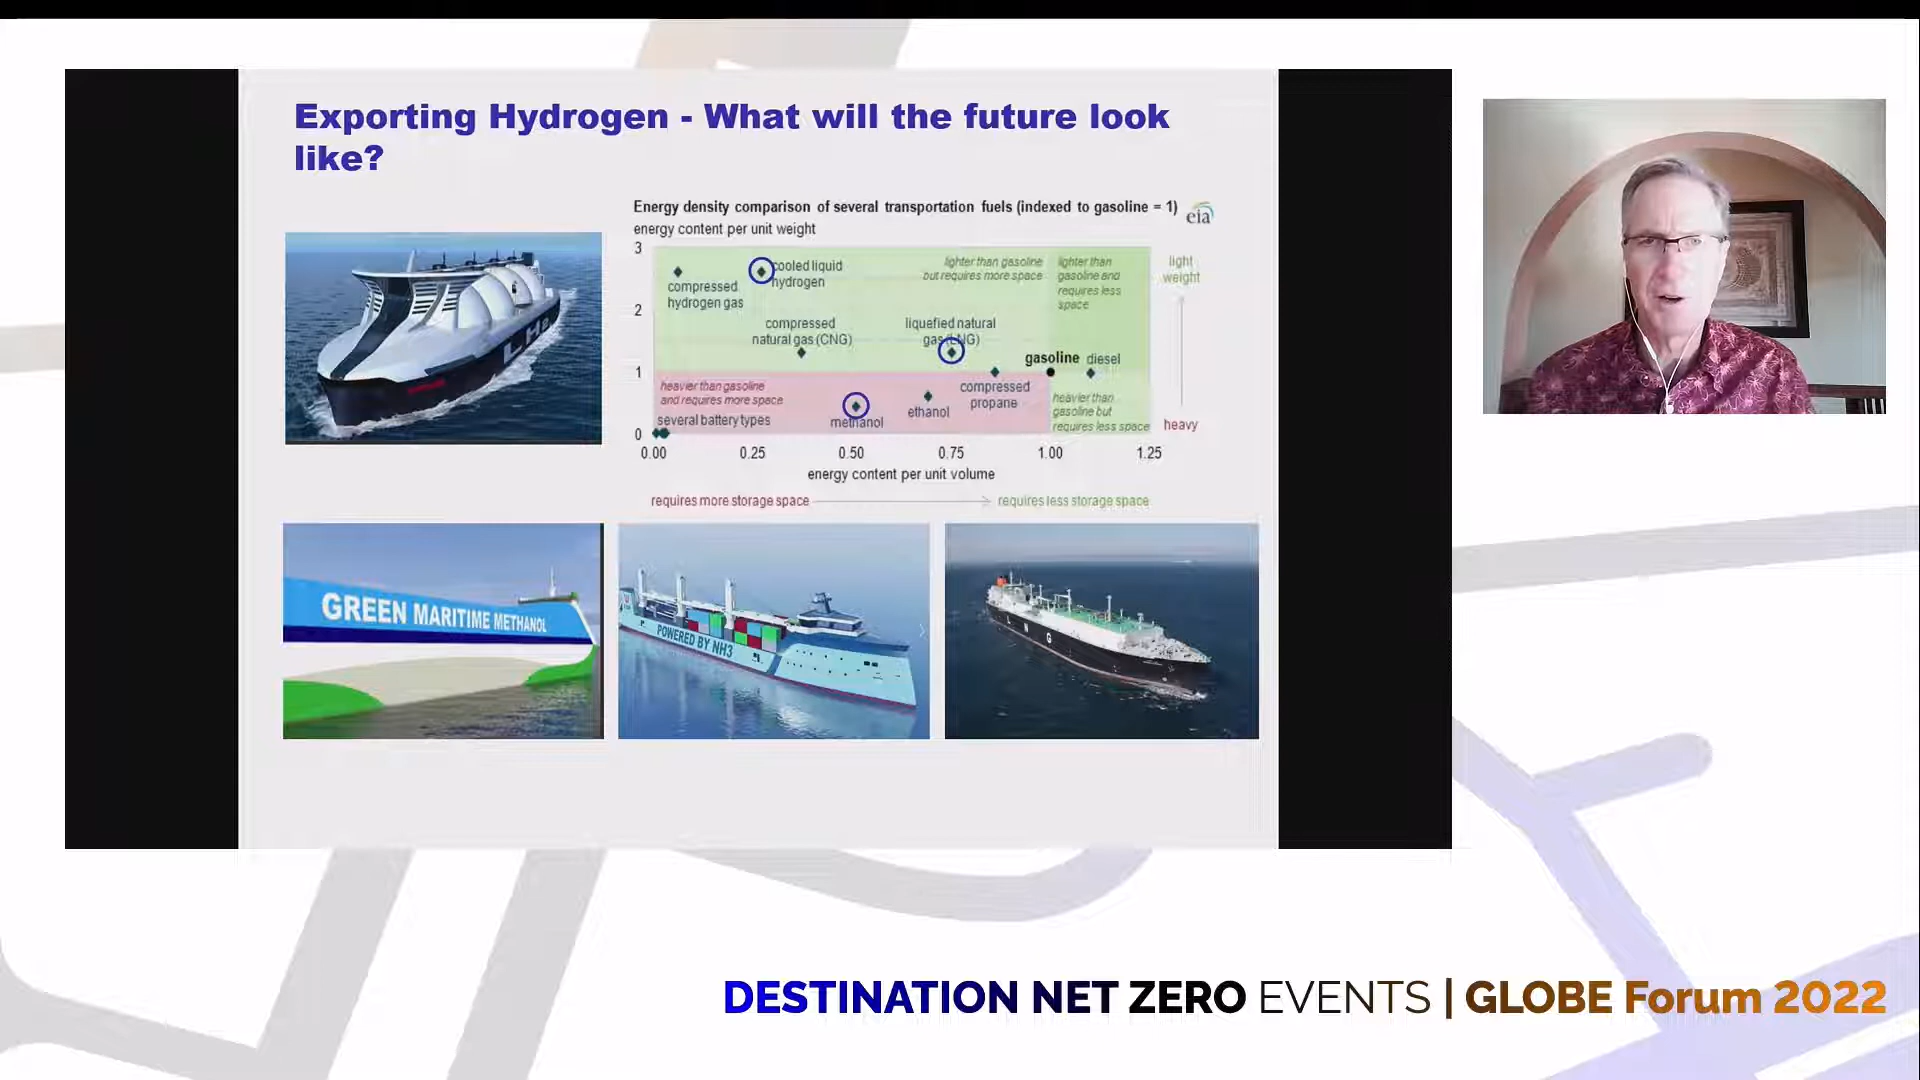 Exporting Hydrogen - What will the future look
like?
Energy density comparison of several transportation fuels (indexed to gasoline = 1)
eia
energy content per unit weight
3
2
1
0
cooled liquid
hydrogen
compressed
hydrogen gas
lighter than gasoline
but requires more space
lighter than
gasoline and
requires less
space
light
weight
compressed
natural gas (CNG)
liquefied natural
gas (LNG)
gasoline
diesel
heavier than gasoline
and requires more space
compressed
propane
ethanol
methanol
several battery types
heavier than
gasoline but
requires less space
heavy
0.00
0.25
0.50
0.75
1.00
1.25
energy content per unit volume
requires more storage space
requires less storage space
LH2
GREEN MARITIME METHANOL
POWERED BY NH3
LNG
DESTINATION NET ZERO EVENTS | GLOBE Forum 2022